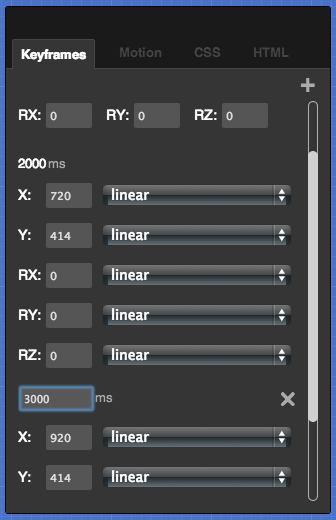 Keyframes Motion CSS HTML
+
RX: 0 RY: 0 RZ: 0
2000 ms
X: 720 linear
Y: 414 linear
RX: 0 linear
RY: 0 linear
RZ: 0 linear
3000 ms
X: 920 linear
Y: 414 linear